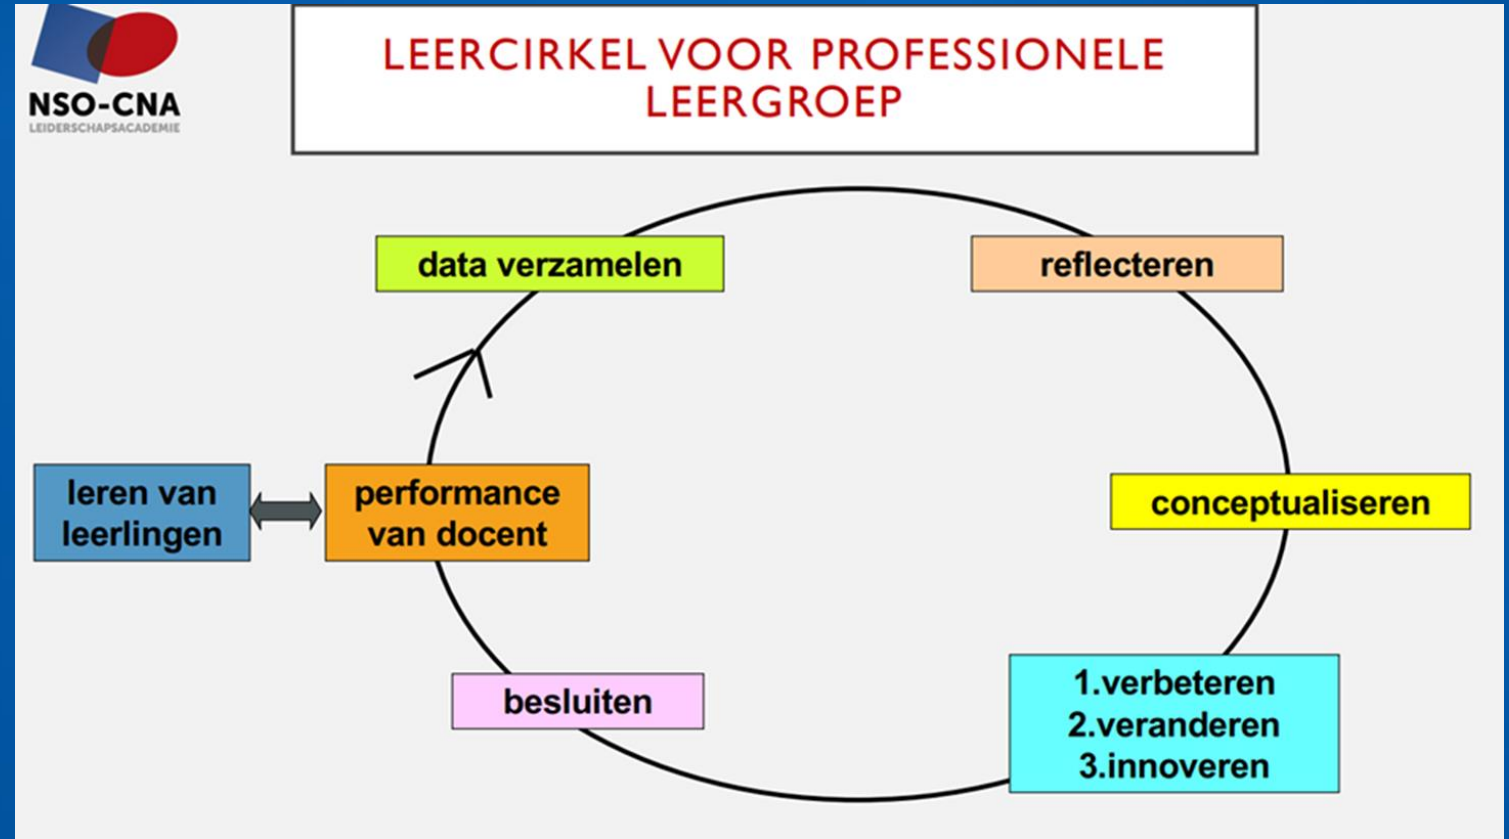 NSO-CNA
LEIDERSCHAPSACADEMIE
LEERCIRKEL VOOR PROFESSIONELE
LEERGROEP
data verzamelen
reflecteren
leren van
leerlingen
performance
van docent
conceptualiseren
besluiten
1.verbeteren
2.veranderen
3.innoveren